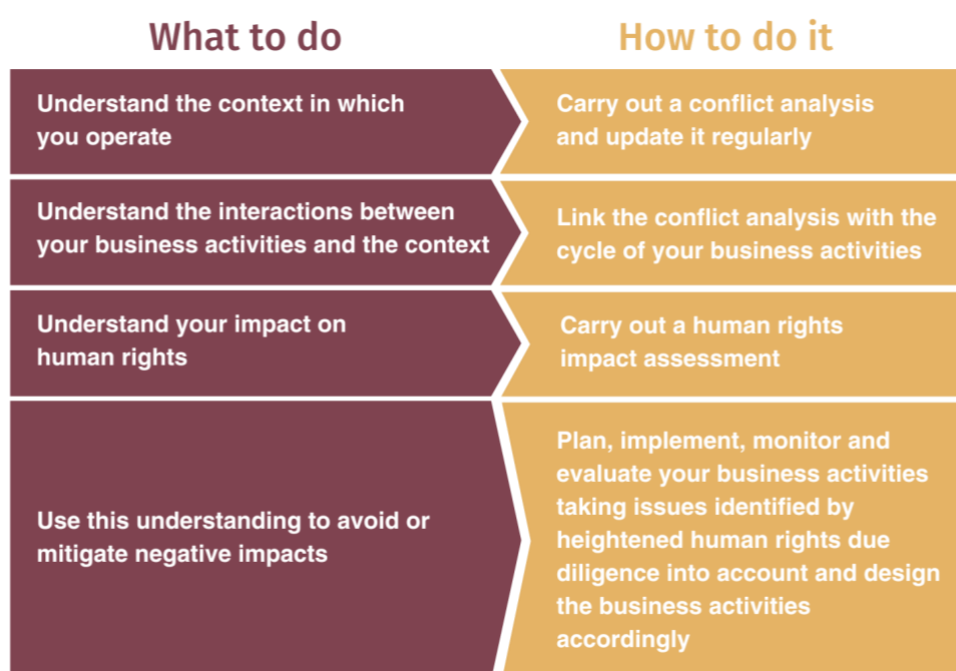 What to do
How to do it
Understand the context in which
you operate
Carry out a conflict analysis
and update it regularly
Understand the interactions between
your business activities and the context
Link the conflict analysis with the
cycle of your business activities
Understand your impact on
human rights
Carry out a human rights
impact assessment
Use this understanding to avoid or
mitigate negative impacts
Plan, implement, monitor and
evaluate your business activities
taking issues identified by
heightened human rights due
diligence into account and design
the business activities
accordingly